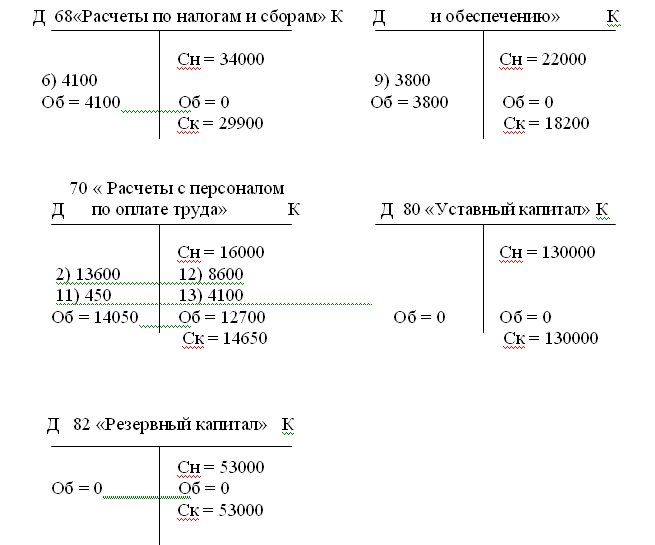 Д 68«Расчеты по налогам и сборам» К
Сн = 34000
6) 4100
Об = 4100 Об = 0
Ск = 29900
Д и обеспечению» К
Сн = 22000
9) 3800
Об = 3800 Об = 0
Ск = 18200
70 « Расчеты с персоналом
Д по оплате труда» К
Сн = 16000
2) 13600 12) 8600
11) 450 13) 4100
Об = 14050 Об = 12700
Ск = 14650
Д 80 «Уставный капитал» К
Сн = 130000
Об = 0 Об = 0
Ск = 130000
Д 82 «Резервный капитал» К
Сн = 53000
Об = 0 Об = 0
Ск = 53000